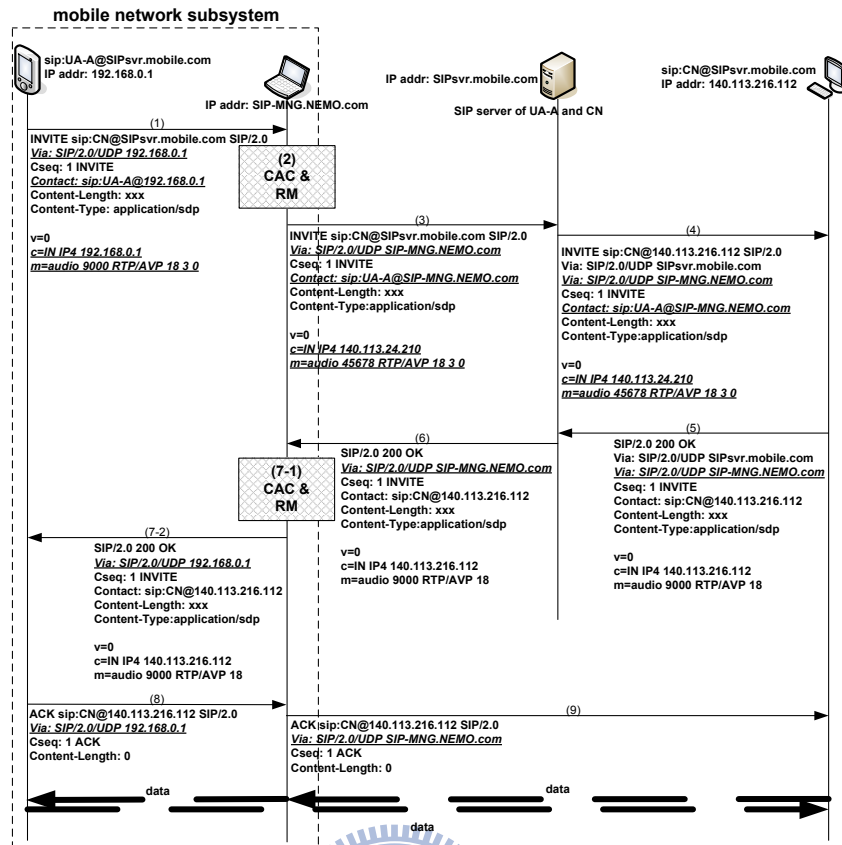 mobile network subsystem
sip:UA-A@SIPsvr.mobile.com
IP addr: 192.168.0.1
IP addr: SIP-MNG.NEMO.com
IP addr: SIPsvr.mobile.com
SIP server of UA-A and CN
sip:CN@SIPsvr.mobile.com
IP addr: 140.113.216.112
(1)
INVITE sip:CN@SIPsvr.mobile.com SIP/2.0
Via: SIP/2.0/UDP 192.168.0.1
Cseq: 1 INVITE
Contact: sip:UA-A@192.168.0.1
Content-Length: xxx
Content-Type: application/sdp
v=0
c=IN IP4 192.168.0.1
m=audio 9000 RTP/AVP 18 3 0
(2)
CAC &
RM
(3)
INVITE sip:CN@SIPsvr.mobile.com SIP/2.0
Via: SIP/2.0/UDP SIP-MNG.NEMO.com
Cseq: 1 INVITE
Contact: sip:UA-A@SIP-MNG.NEMO.com
Content-Length: xxx
Content-Type:application/sdp
v=0
c=IN IP4 140.113.24.210
m=audio 45678 RTP/AVP 18 3 0
(4)
INVITE sip:CN@140.113.216.112 SIP/2.0
Via: SIP/2.0/UDP SIPsvr.mobile.com
Via: SIP/2.0/UDP SIP-MNG.NEMO.com
Cseq: 1 INVITE
Contact: sip:UA-A@SIP-MNG.NEMO.com
Content-Length: xxx
Content-Type:application/sdp
v=0
c=IN IP4 140.113.24.210
m=audio 45678 RTP/AVP 18 3 0
(5)
SIP/2.0 200 OK
Via: SIP/2.0/UDP SIPsvr.mobile.com
Via: SIP/2.0/UDP SIP-MNG.NEMO.com
Cseq: 1 INVITE
Contact: sip:CN@140.113.216.112
Content-Length: xxx
Content-Type:application/sdp
v=0
c=IN IP4 140.113.216.112
m=audio 9000 RTP/AVP 18
(6)
SIP/2.0 200 OK
Via: SIP/2.0/UDP SIP-MNG.NEMO.com
Cseq: 1 INVITE
Contact: sip:CN@140.113.216.112
Content-Length: xxx
Content-Type:application/sdp
v=0
c=IN IP4 140.113.216.112
m=audio 9000 RTP/AVP 18
(7-1)
CAC &
RM
(7-2)
SIP/2.0 200 OK
Via: SIP/2.0/UDP 192.168.0.1
Cseq: 1 INVITE
Contact: sip:CN@140.113.216.112
Content-Length: xxx
Content-Type:application/sdp
v=0
c=IN IP4 140.113.216.112
m=audio 9000 RTP/AVP 18
(8)
ACK sip:CN@140.113.216.112 SIP/2.0
Via: SIP/2.0/UDP 192.168.0.1
Cseq: 1 ACK
Content-Length: 0
(9)
ACK sip:CN@140.113.216.112 SIP/2.0
Via: SIP/2.0/UDP SIP-MNG.NEMO.com
Cseq: 1 ACK
Content-Length: 0
data
data
data